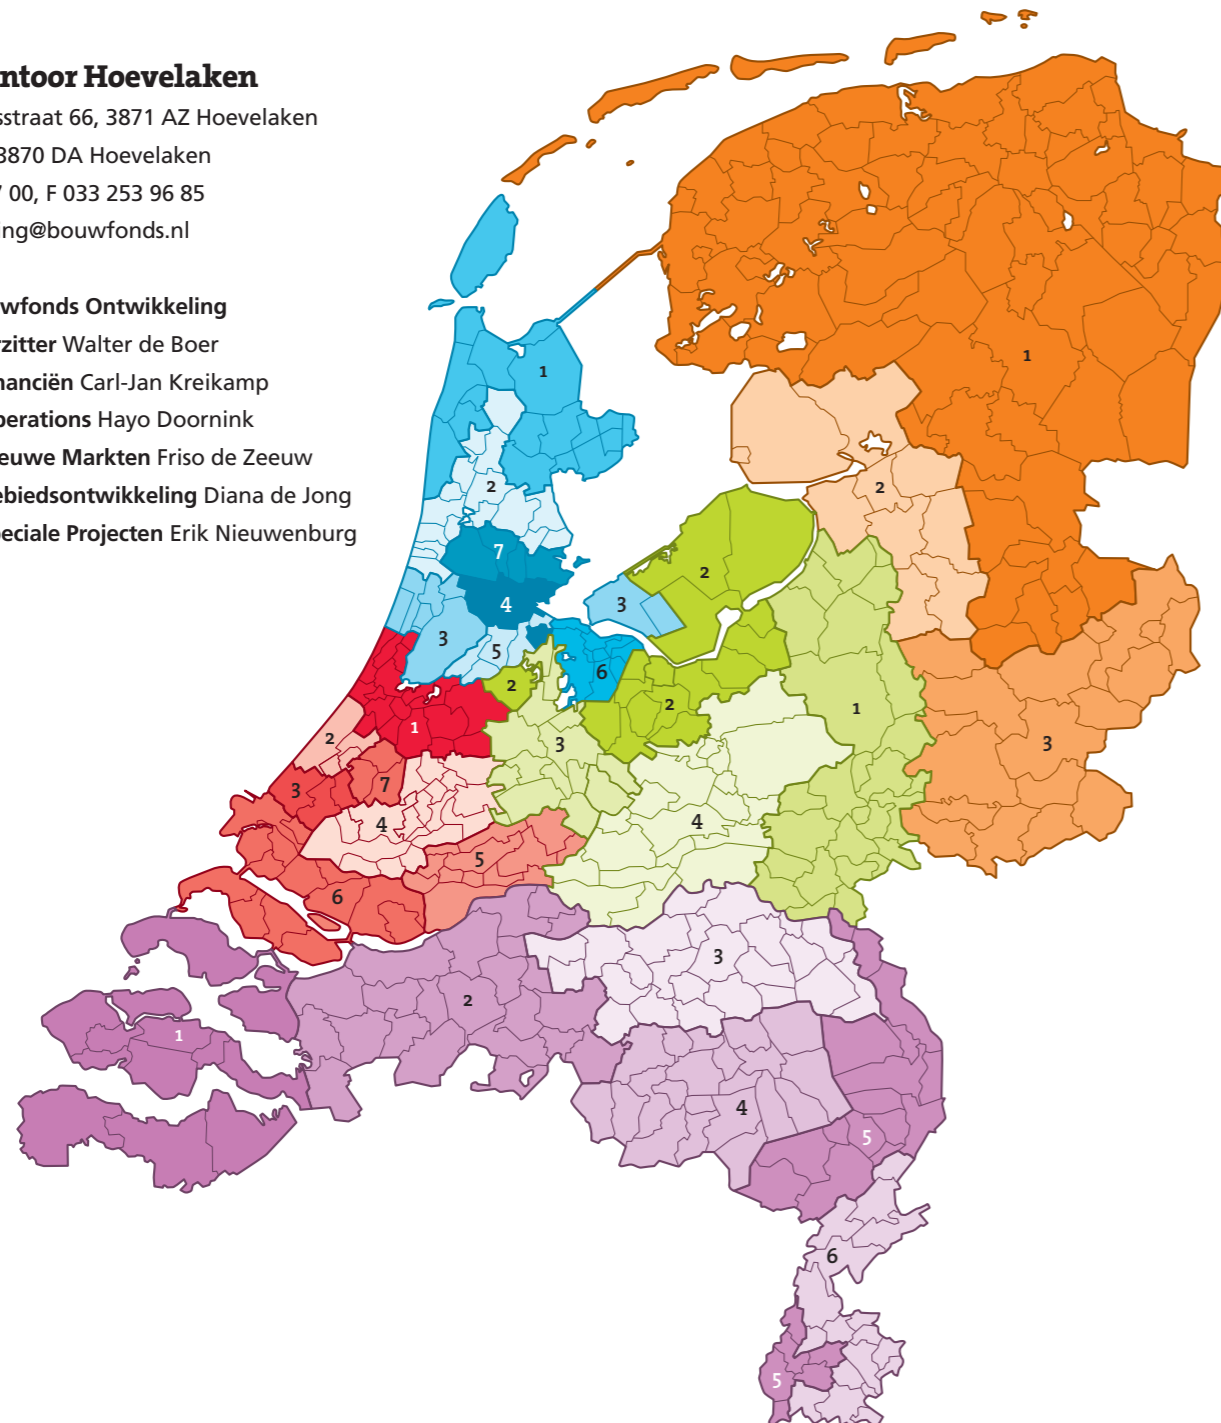 ntoor Hoevelaken
sstraat 66, 3871 AZ Hoevelaken
3870 DA Hoevelaken
00, F 033 253 96 85
ing@bouwfonds.nl
wfonds Ontwikkeling
zitter Walter de Boer
nanciën Carl-Jan Kreikamp
perations Hayo Doornink
euwe Markten Friso de Zeeuw
ebiedsontwikkeling Diana de Jong
peciale Projecten Erik Nieuwenburg
1
1
2
2
7
2
4
3
3
5
6
2
2
1
2
1
3
3
3
7
4
4
5
6
3
2
1
4
5
6
5